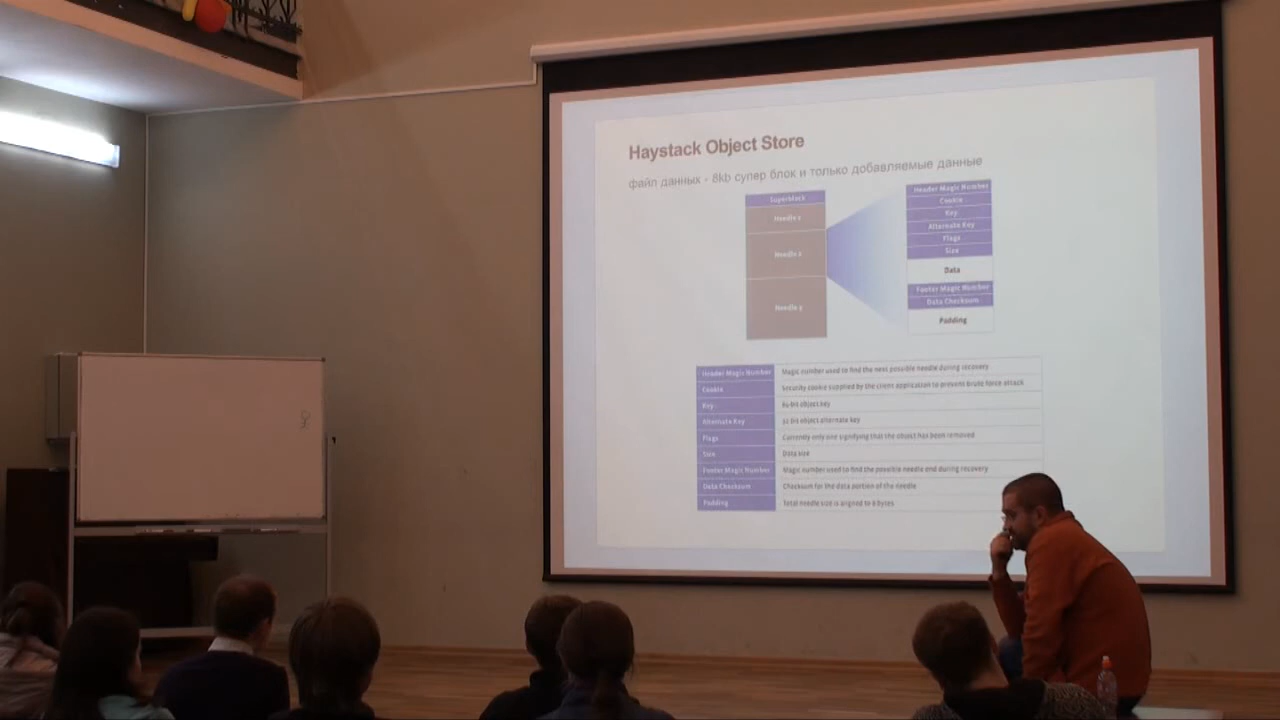 Haystack Object Store
файл данных - 8kb супер блок и только добавляемые данные
Superblock
Needle 1
Needle 2
Needle 3
Header Magic Number
Cookie
Key
Alternate Key
Flags
Size
Data
Footer Magic Number
Data Checksum
Padding
Header Magic Number Magic number used to find the next possible needle during recovery
Cookie Security cookie supplied by the client application to prevent brute force attack
Key 64-bit object key
Alternate Key 32-bit object alternate key
Flags Currently only one signifying that the object has been removed
Size Data size
Footer Magic Number Magic number used to find the possible needle end during recovery
Data Checksum Checksum for the data portion of the needle
Padding Total needle size is aligned to 8 bytes